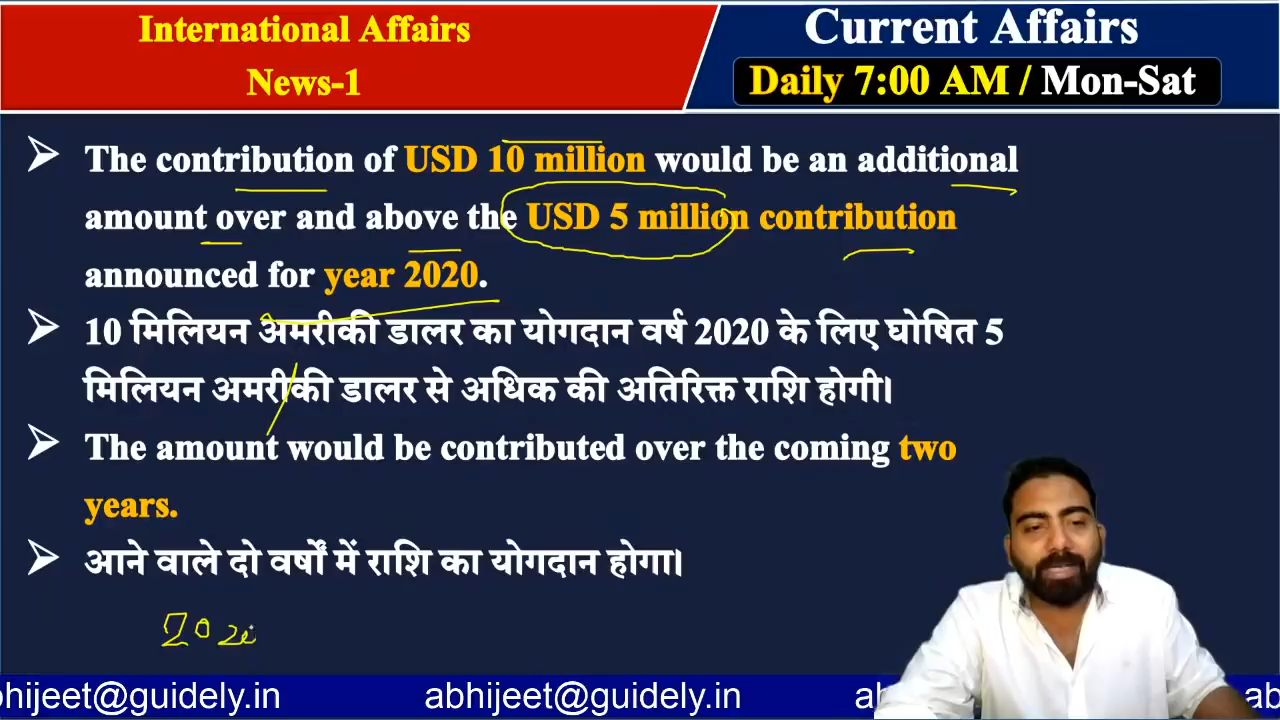 International Affairs
News-1
Current Affairs
Daily 7:00 AM / Mon-Sat
The contribution of USD 10 million would be an additional
amount over and above the USD 5 million contribution
announced for year 2020.
10 मिलियन अमरीकी डालर का योगदान वर्ष 2020 के लिए घोषित 5
मिलियन अमरीकी डालर से अधिक की अतिरिक्त राशि होगी।
The amount would be contributed over the coming two
years.
आने वाले दो वर्षों में राशि का योगदान होगा।
bhijeet@guidely.in abhijeet@guidely.in